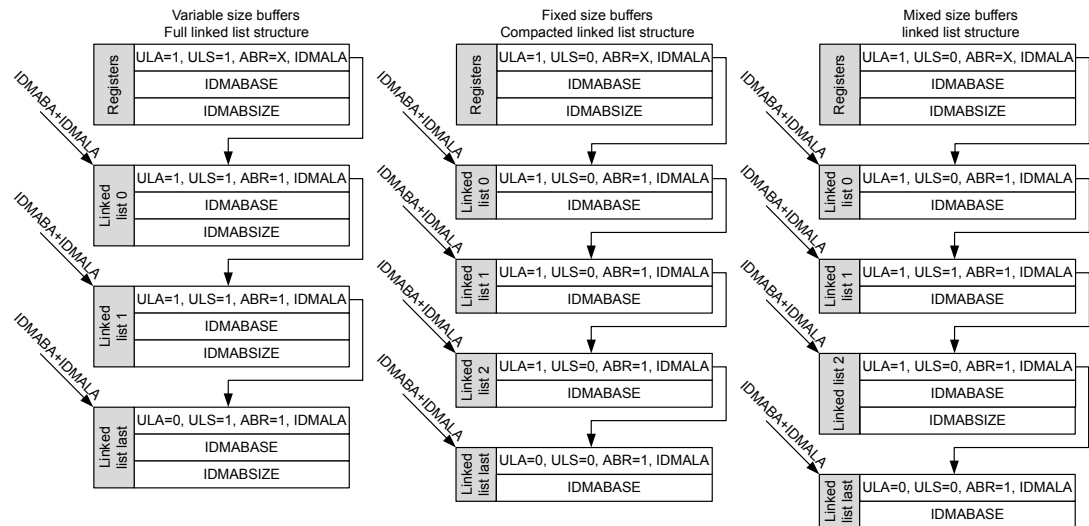 Variable size buffers
Full linked list structure
Registers
ULA=1, ULS=1, ABR=X, IDMALA
IDMABASE
IDMABSIZE
IDMABA+IDMALA
Linked
list 0
ULA=1, ULS=1, ABR=1, IDMALA
IDMABASE
IDMABSIZE
IDMABA+IDMALA
Linked
list 1
ULA=1, ULS=1, ABR=1, IDMALA
IDMABASE
IDMABSIZE
IDMABA+IDMALA
Linked
list last
ULA=0, ULS=1, ABR=1, IDMALA
IDMABASE
IDMABSIZE
Fixed size buffers
Compacted linked list structure
Registers
ULA=1, ULS=0, ABR=X, IDMALA
IDMABASE
IDMABSIZE
IDMABA+IDMALA
Linked
list 0
ULA=1, ULS=0, ABR=1, IDMALA
IDMABASE
IDMABA+IDMALA
Linked
list 1
ULA=1, ULS=0, ABR=1, IDMALA
IDMABASE
IDMABA+IDMALA
Linked
list 2
ULA=1, ULS=0, ABR=1, IDMALA
IDMABASE
IDMABA+IDMALA
Linked
list last
ULA=0, ULS=0, ABR=1, IDMALA
IDMABASE
Mixed size buffers
linked list structure
Registers
ULA=1, ULS=0, ABR=X, IDMALA
IDMABASE
IDMABSIZE
IDMABA+IDMALA
Linked
list 0
ULA=1, ULS=0, ABR=1, IDMALA
IDMABASE
IDMABA+IDMALA
Linked
list 1
ULA=1, ULS=1, ABR=1, IDMALA
IDMABASE
IDMABA+IDMALA
Linked list 2
ULA=1, ULS=0, ABR=1, IDMALA
IDMABASE
IDMABSIZE
IDMABA+IDMALA
Linked
list last
ULA=0, ULS=0, ABR=1, IDMALA
IDMABASE